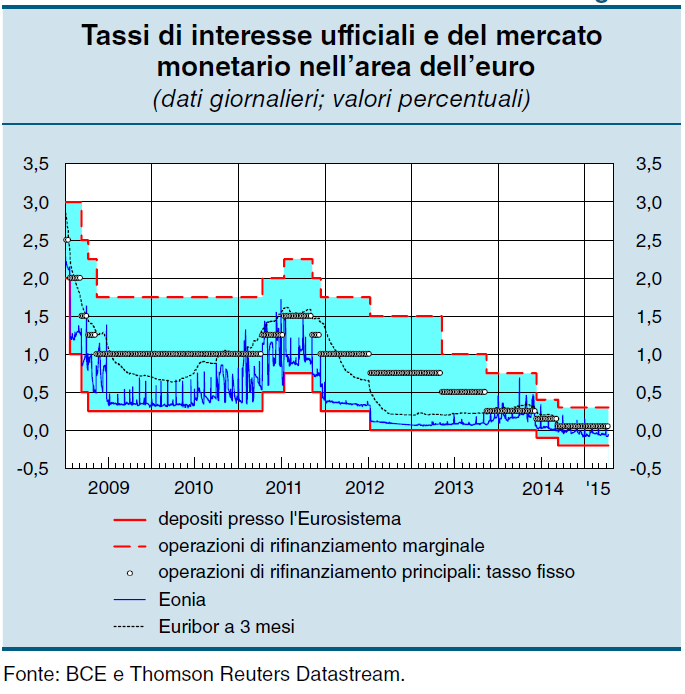 Tassi di interesse ufficiali e del mercato
monetario nell'area dell'euro
(dati giornalieri; valori percentuali)
3,5 3,5
3,0 3,0
2,5 2,5
2,0 2,0
1,5 1,5
1,0 1,0
0,5 0,5
0,0 0,0
-0,5 -0,5
2009 2010 2011 2012 2013 2014 '15
depositi presso l'Eurosistema
operazioni di rifinanziamento marginale
operazioni di rifinanziamento principali: tasso fisso
Eonia
Euribor a 3 mesi
Fonte: BCE e Thomson Reuters Datastream.